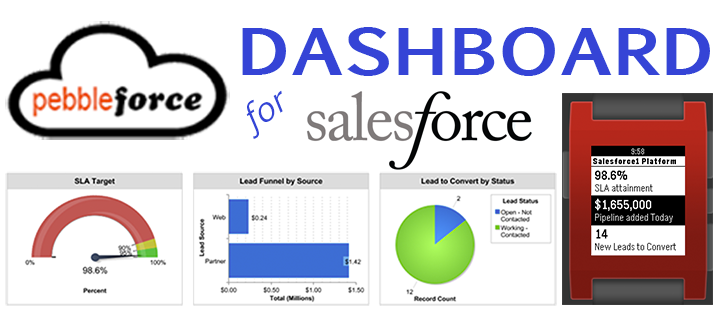 DASHBOARD
pebbleforce
for
salesforce
SLA Target
0%
90%
100%
98.6%
Percent
Lead Funnel by Source
Lead Source
Web
$0.24
Partner
$1.42
$0.00 $0.50 $1.00 $1.50
Total (Millions)
Lead to Convert by Status
2
12
Record Count
Lead Status
Open - Not
Contacted
Working -
Contacted
9:58
Salesforce1 Platform
98.6%
SLA attainment
$1,655,000
Pipeline added Today
14
New Leads to Convert